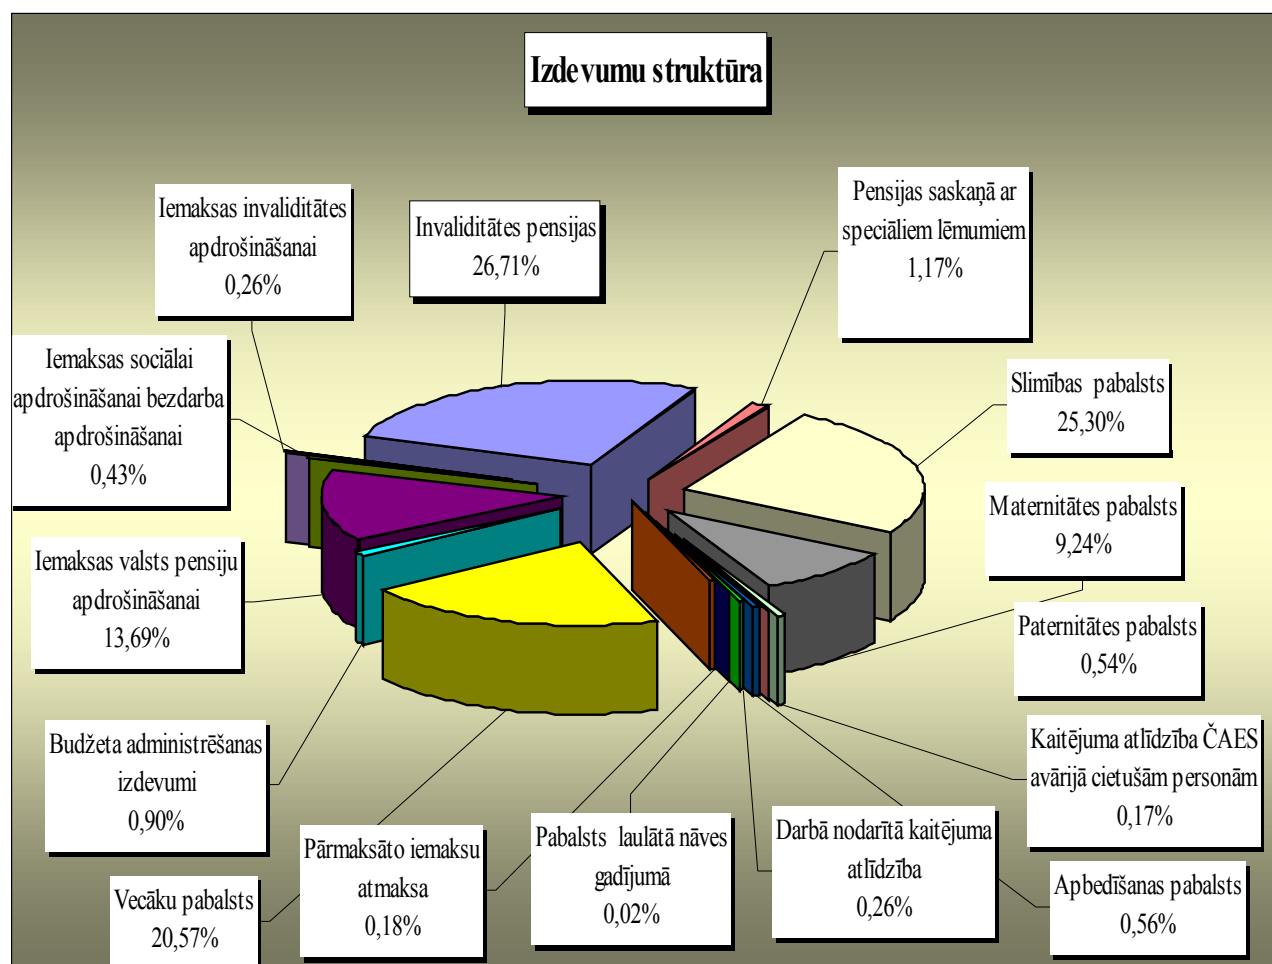 Izdevumu struktūra
Iemaksas invaliditātes
apdrošināšanai
0,26%
Invaliditātes pensijas
26,71%
Pensijas saskaņā ar
speciāliem lēmumiem
1,17%
Iemaksas sociālai
apdrošināšanai bezdarba
apdrošināšanai
0,43%
Slimības pabalsts
25,30%
Maternitātes pabalsts
9,24%
Iemaksas valsts pensiju
apdrošināšanai
13,69%
Paternitātes pabalsts
0,54%
Budžeta administrēšanas
izdevumi
0,90%
Kaitējuma atlīdzība ČAES
avārijā cietušām personām
0,17%
Vecāku pabalsts
20,57%
Pārmaksāto iemaksu
atmaksa
0,18%
Pabalsts laulātā nāves
gadījumā
0,02%
Darbā nodarītā kaitējuma
atlīdzība
0,26%
Apbedīšanas pabalsts
0,56%